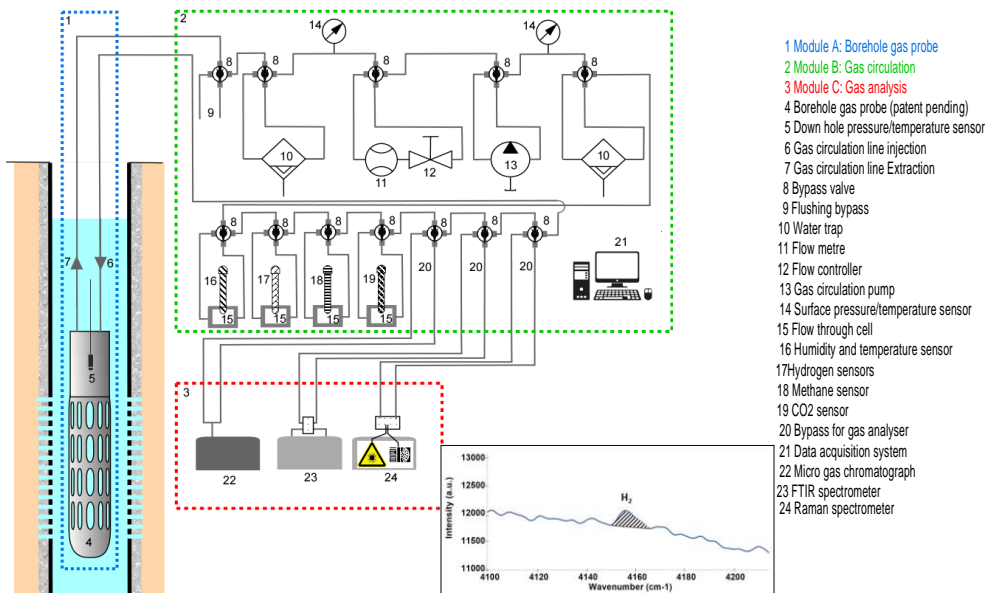 1
2
14
14
8
8
8
8
8
9
10
11
12
13
10
7
6
8
8
8
8
8
8
8
16
17
18
19
20
20
20
21
15
15
15
15
5
4
3
22
23
24
1 Module A: Borehole gas probe
2 Module B: Gas circulation
3 Module C: Gas analysis
4 Borehole gas probe (patent pending)
5 Down hole pressure/temperature sensor
6 Gas circulation line injection
7 Gas circulation line Extraction
8 Bypass valve
9 Flushing bypass
10 Water trap
11 Flow metre
12 Flow controller
13 Gas circulation pump
14 Surface pressure/temperature sensor
15 Flow through cell
16 Humidity and temperature sensor
17Hydrogen sensors
18 Methane sensor
19 CO2 sensor
20 Bypass for gas analyser
21 Data acquisition system
22 Micro gas chromatograph
23 FTIR spectrometer
24 Raman spectrometer
Intensity (a.u.)
13000
12500
12000
11500
11000
H2
4100 4120 4140 4160 4180 4200
Wavenumber (cm-1)